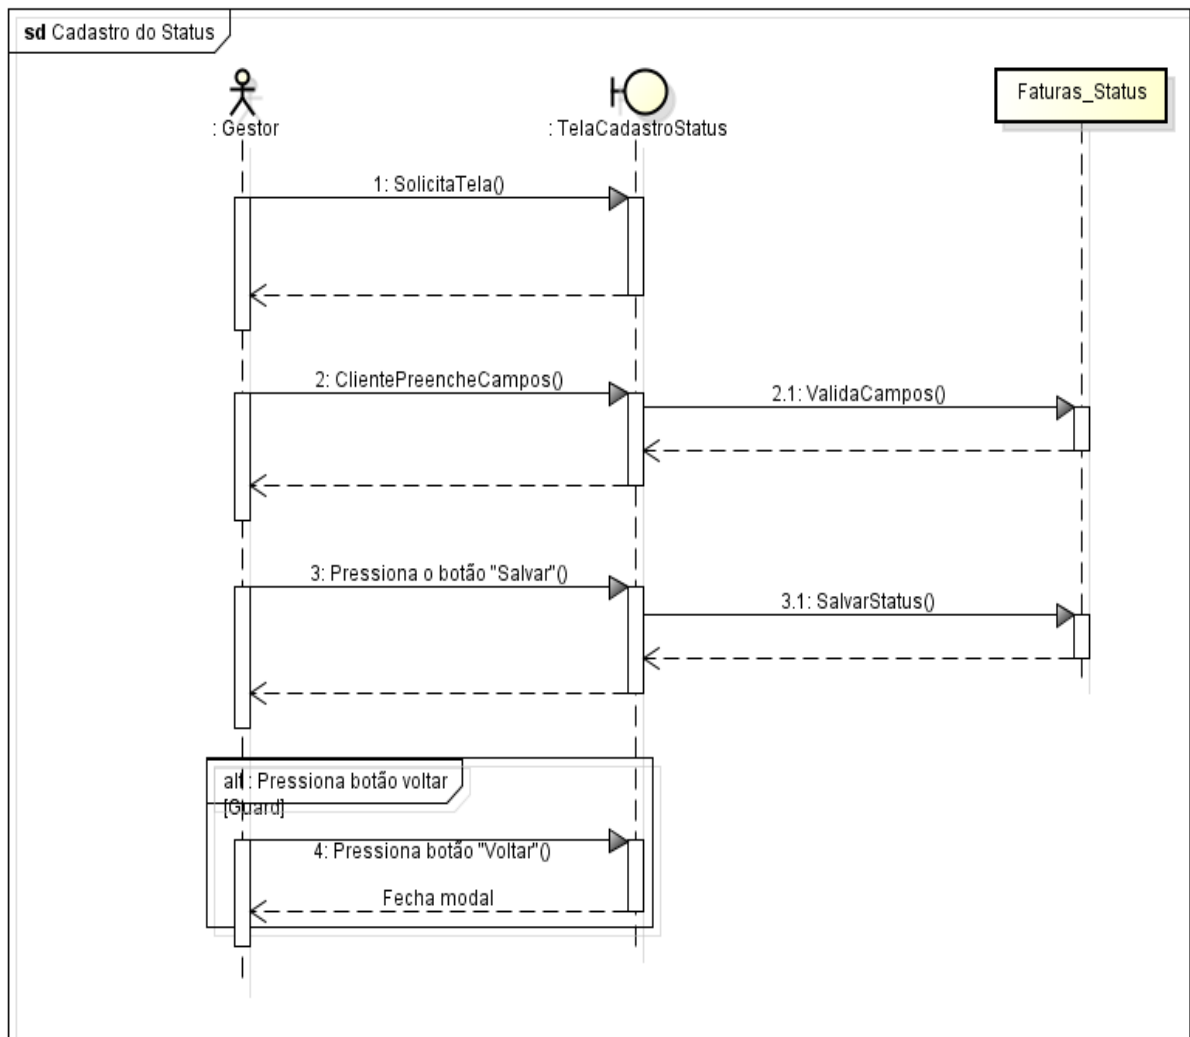 sd Cadastro do Status
: Gestor
: TelaCadastroStatus
Faturas_Status
1: SolicitaTela()
2: ClientePreencheCampos()
2.1: ValidaCampos()
3: Pressiona o botão "Salvar"()
3.1: SalvarStatus()
alt : Pressiona botão voltar
[Guard]
4: Pressiona botão "Voltar"()
Fecha modal